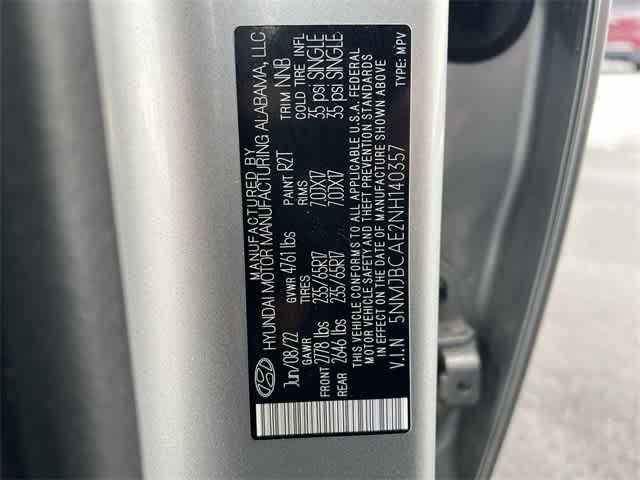 MANUFACTURED BY
HYUNDAI MOTOR MANUFACTURING ALABAMA, LLC
Jun/08/22 GVWR 4761 lbs PAINT R2T TRIM NNB
GAWR TIRES RIMS COLD TIRE INFL
FRONT 2778 lbs 235/65R17 7.0JX17 35 psi SINGLE
REAR 2646 lbs 235/65R17 7.0JX17 35 psi SINGLE
THIS VEHICLE CONFORMS TO ALL APPLICABLE U.S.A. FEDERAL
MOTOR VEHICLE SAFETY AND THEFT PREVENTION STANDARDS
IN EFFECT ON THE DATE OF MANUFACTURE SHOWN ABOVE.
V.I.N 5NMJBCAE2NH140357 TYPE: MPV